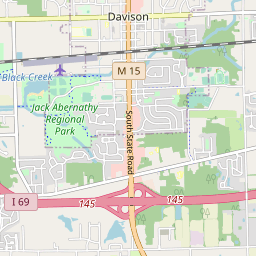 Davison
M 15
Black Creek
Jack Abernathy
Regional
Park
South State Road
I 69
145
145